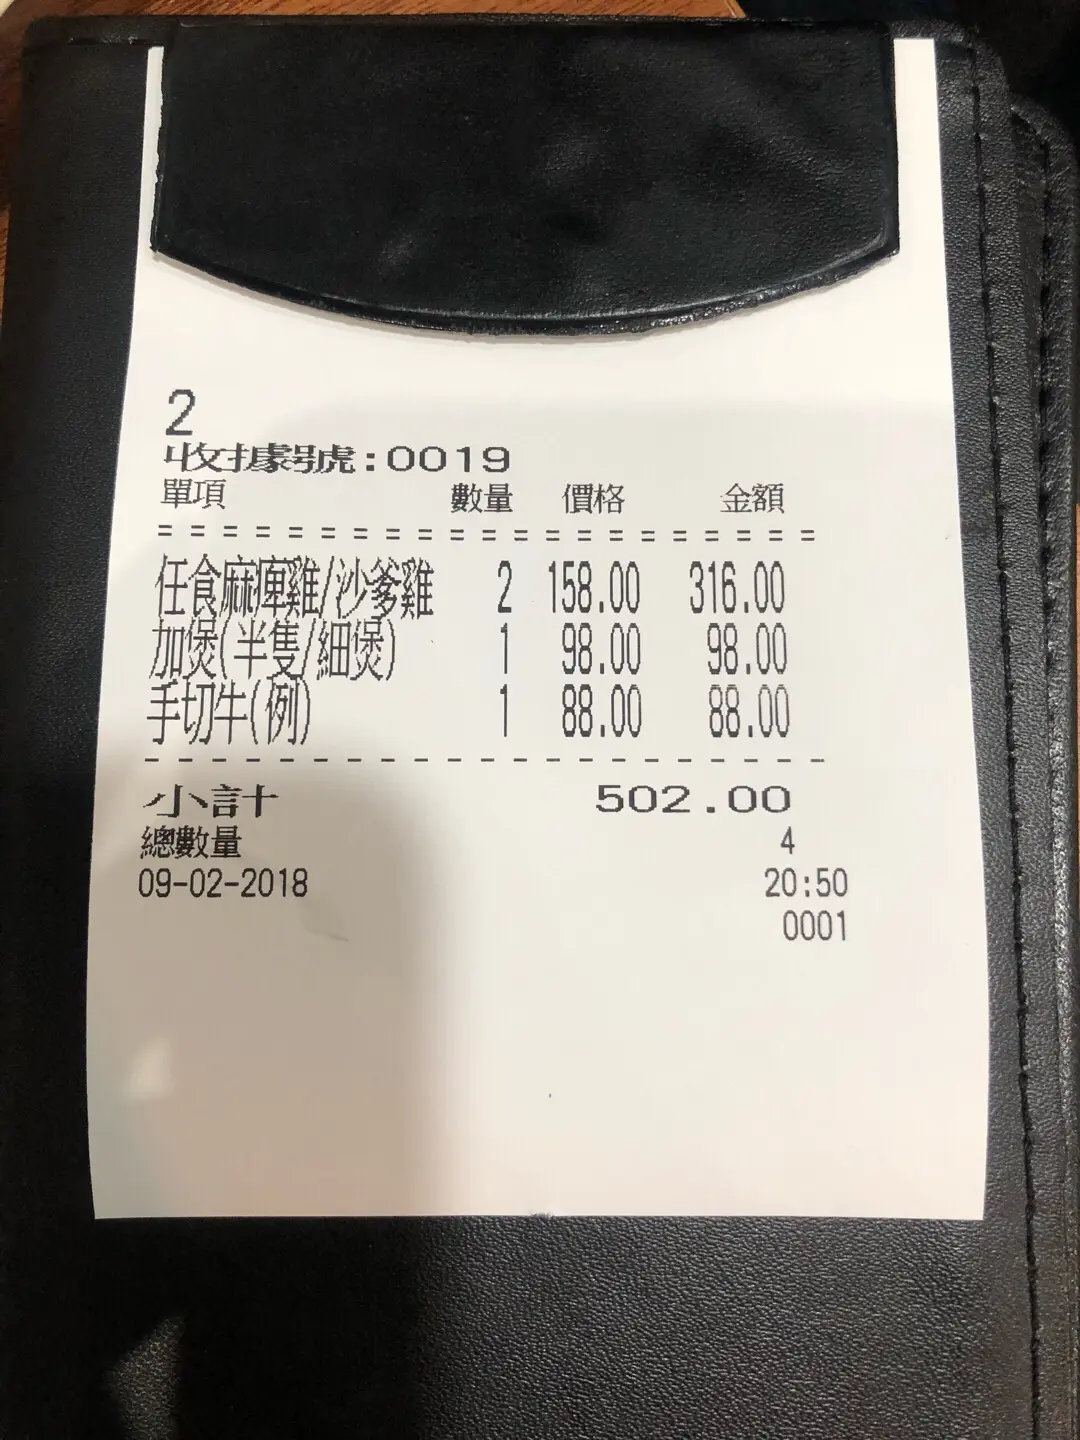 2
收據號:0019
單項 數量 價格 金額
=====================
任食麻痺雞/沙爹雞 2 158.00 316.00
加煲(半隻/細煲) 1 98.00 98.00
手切牛(例) 1 88.00 88.00
---------------------
小計 502.00
總數量 4
09-02-2018 20:50
0001